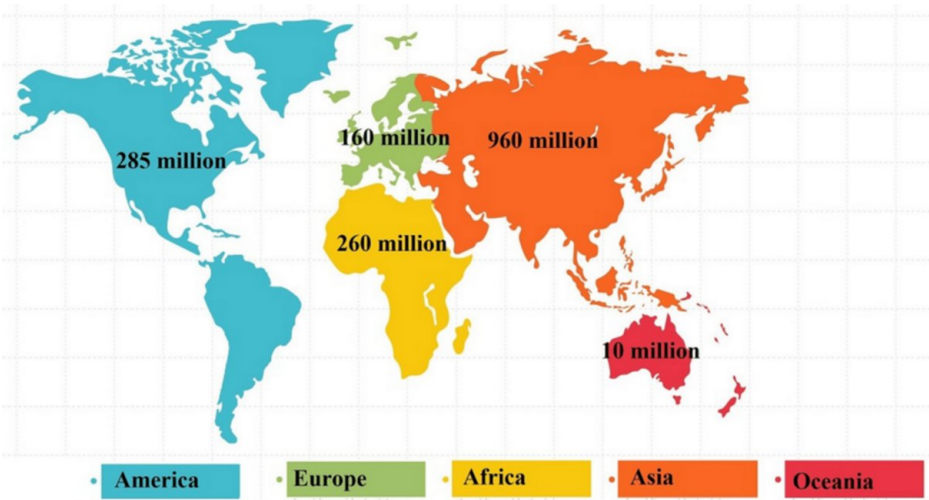 160 million
960 million
285 million
260 million
10 million
America
Europe
Africa
Asia
Oceania